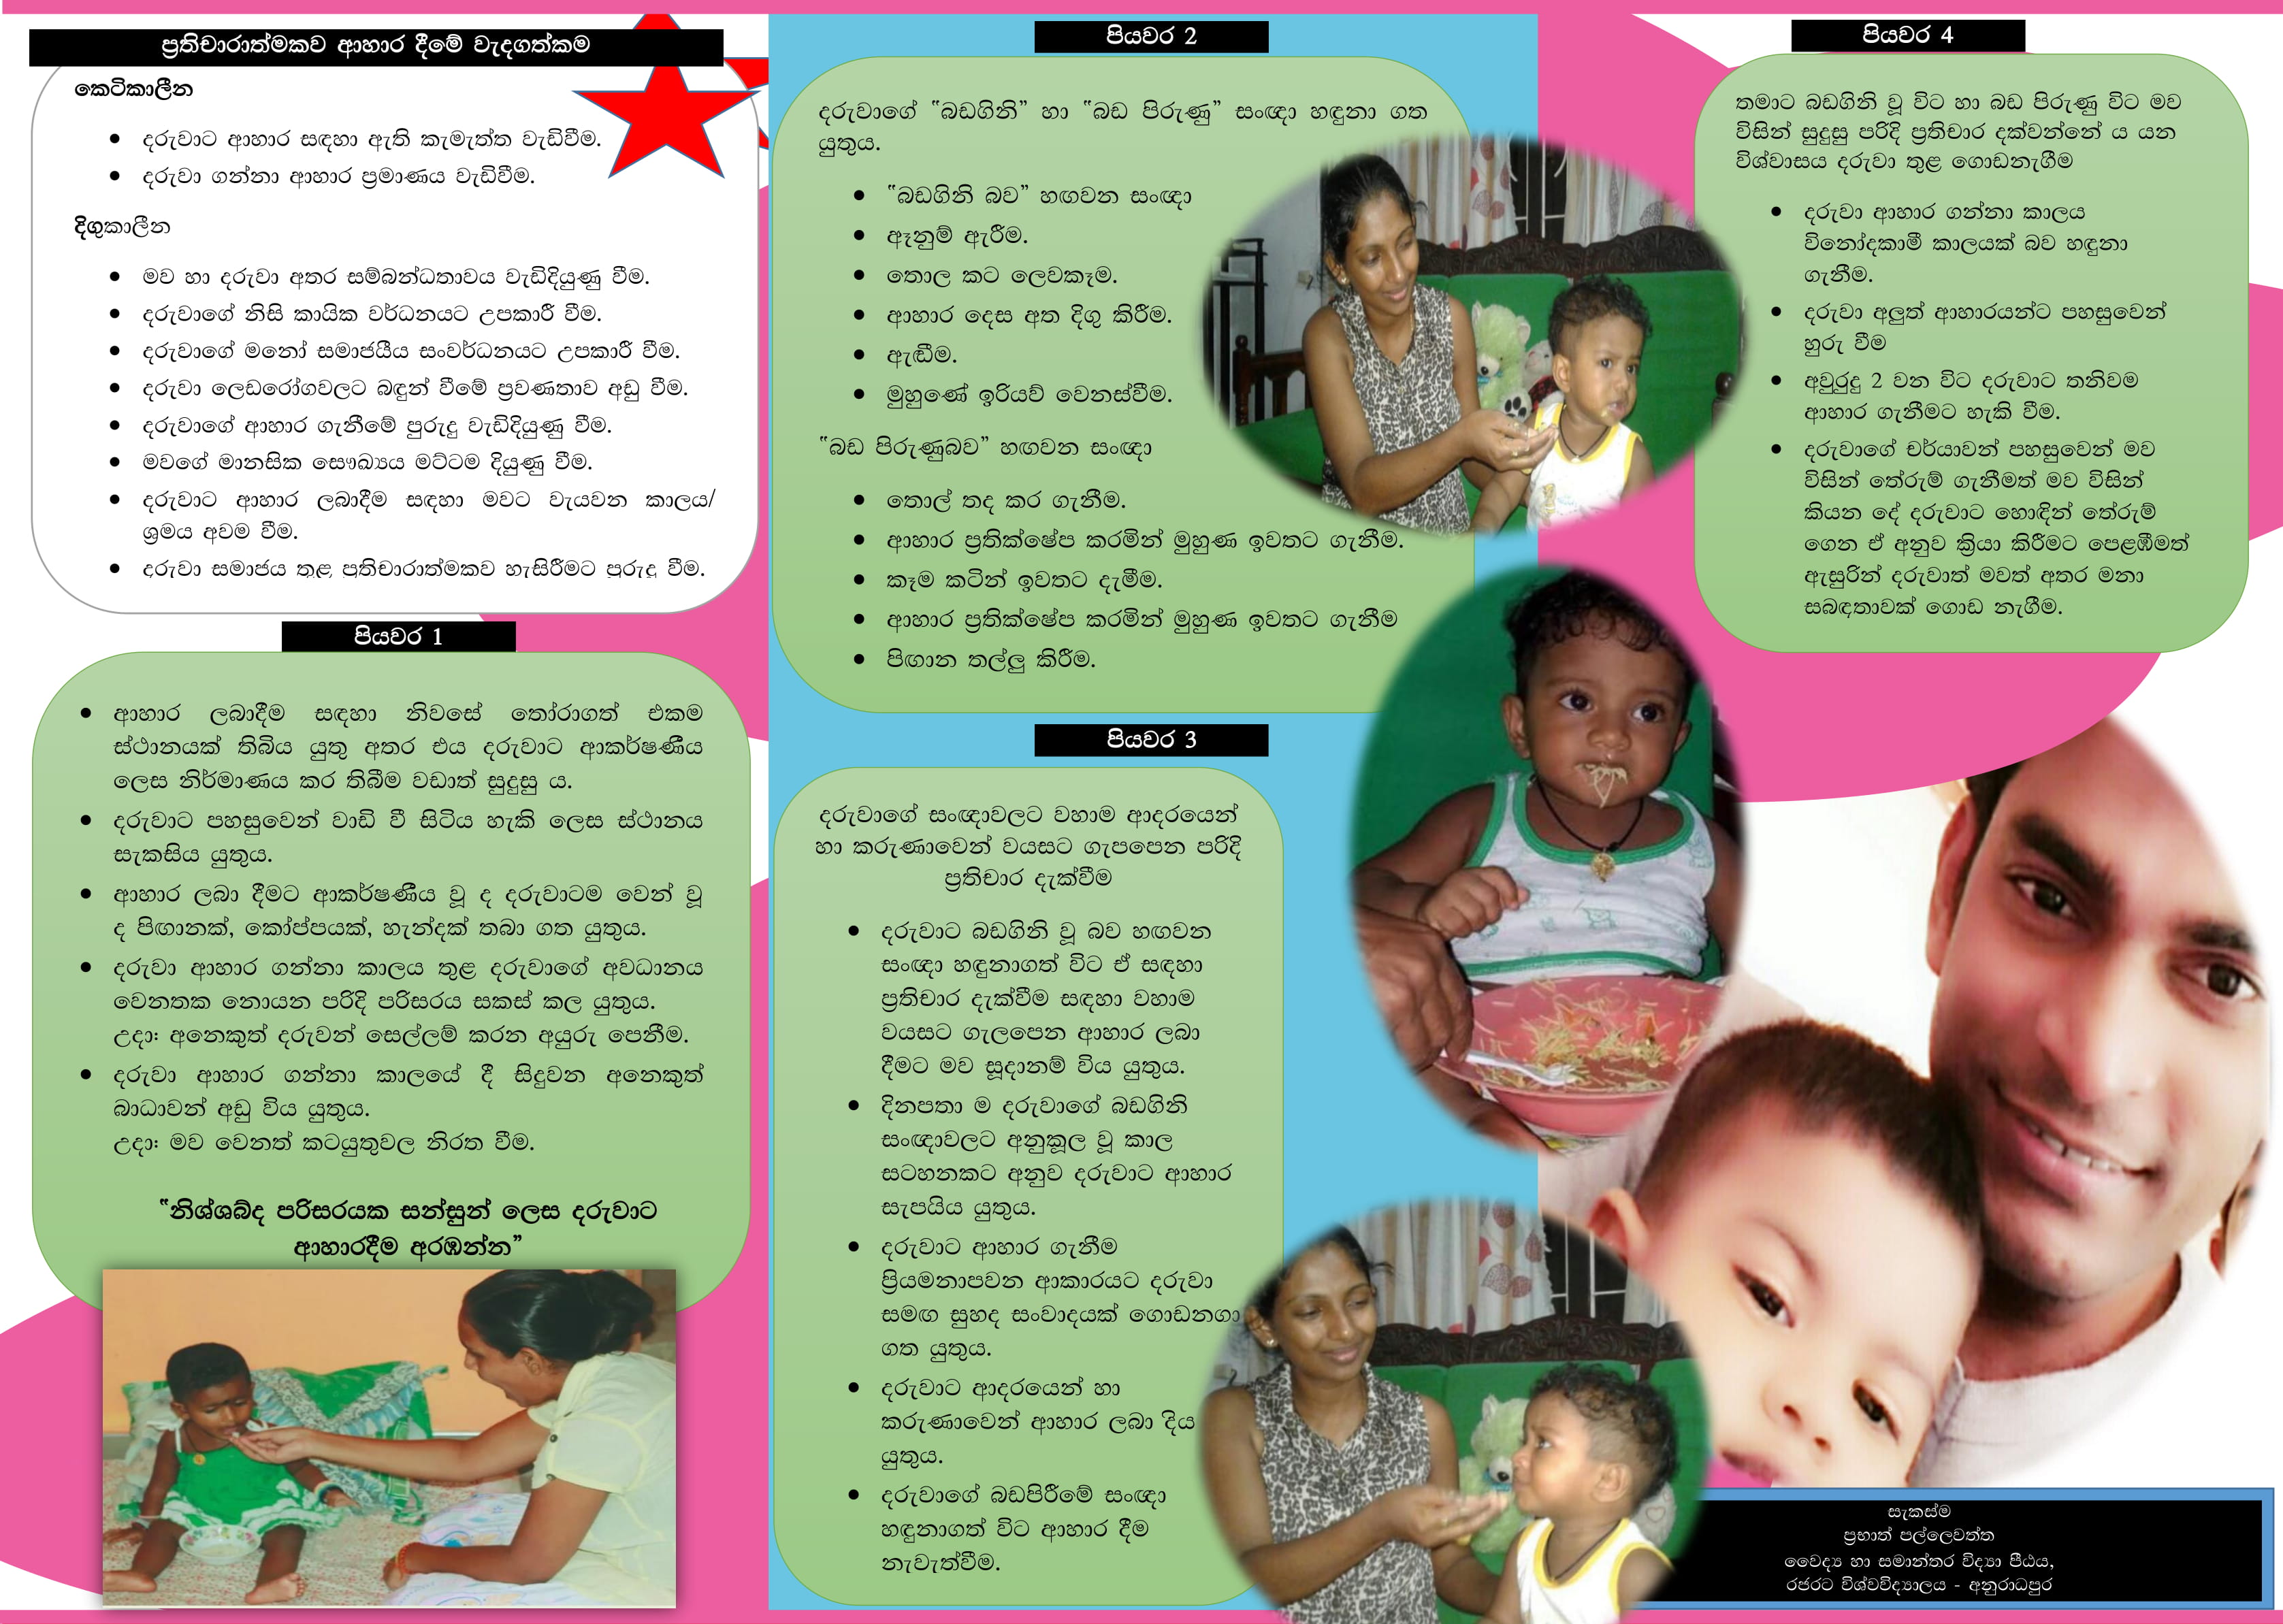 ප්‍රතිචාරාත්මකව ආහාර දීමේ වැදගත්කම
කෙටිකාලීන
• දරුවාට ආහාර සඳහා ඇති කැමැත්ත වැඩිවීම.
• දරුවා ගන්නා ආහාර ප්‍රමාණය වැඩිවීම.
දිගුකාලීන
• මව හා දරුවා අතර සම්බන්ධතාවය වැඩිදියුණු වීම.
• දරුවාගේ නිසි කායික වර්ධනයට උපකාරී වීම.
• දරුවාගේ මනෝ සමාජයීය සංවර්ධනයට උපකාරී වීම.
• දරුවා ලෙඩරෝගවලට බඳුන් වීමේ ප්‍රවණතාව අඩු වීම.
• දරුවාගේ ආහාර ගැනීමේ පුරුදු වැඩිදියුණු වීම.
• මවගේ මානසික සෞඛ්‍යය මට්ටම දියුණු වීම.
• දරුවාට ආහාර ලබාදීම සඳහා මවට වැයවන කාලය/
ශ්‍රමය අවම වීම.
• දරුවා සමාජය තුළ ප්‍රතිචාරාත්මකව හැසිරීමට පුරුදු වීම.
පියවර 1
• ආහාර ලබාදීම සඳහා නිවසේ තෝරාගත් එකම
ස්ථානයක් තිබිය යුතු අතර එය දරුවාට ආකර්ෂණීය
ලෙස නිර්මාණය කර තිබීම වඩාත් සුදුසු ය.
• දරුවාට පහසුවෙන් වාඩි වී සිටිය හැකි ලෙස ස්ථානය
සැකසිය යුතුය.
• ආහාර ලබා දීමට ආකර්ෂණීය වූ ද දරුවාටම වෙන් වූ
ද පිඟානක්, කෝප්පයක්, හැන්දක් තබා ගත යුතුය.
• දරුවා ආහාර ගන්නා කාලය තුළ දරුවාගේ අවධානය
වෙනතක නොයන පරිදි පරිසරය සකස් කල යුතුය.
උදා: අනෙකුත් දරුවන් සෙල්ලම් කරන අයුරු පෙනීම.
• දරුවා ආහාර ගන්නා කාලයේ දී සිදුවන අනෙකුත්
බාධාවන් අඩු විය යුතුය.
උදා: මව වෙනත් කටයුතුවල නිරත වීම.
“නිශ්ශබ්ද පරිසරයක සන්සුන් ලෙස දරුවාට
ආහාරදීම අරඹන්න”
පියවර 2
දරුවාගේ “බඩගිනි” හා “බඩ පිරුණු” සංඥා හඳුනා ගත
යුතුය.
• “බඩගිනි බව” හඟවන සංඥා
• ඈනුම් ඇරීම.
• තොල කට ලෙවකෑම.
• ආහාර දෙස අත දිගු කිරීම.
• ඇඬීම.
• මුහුණේ ඉරියව් වෙනස්වීම.
“බඩ පිරුණුබව” හඟවන සංඥා
• තොල් තද කර ගැනීම.
• ආහාර ප්‍රතික්ෂේප කරමින් මුහුණ ඉවතට ගැනීම.
• කෑම කටින් ඉවතට දැමීම.
• ආහාර ප්‍රතික්ෂේප කරමින් මුහුණ ඉවතට ගැනීම
• පිඟාන තල්ලු කිරීම.
පියවර 3
දරුවාගේ සංඥාවලට වහාම ආදරයෙන්
හා කරුණාවෙන් වයසට ගැපපෙන පරිදි
ප්‍රතිචාර දැක්වීම
• දරුවාට බඩගිනි වූ බව හඟවන
සංඥා හඳුනාගත් විට ඒ සඳහා
ප්‍රතිචාර දැක්වීම සඳහා වහාම
වයසට ගැලපෙන ආහාර ලබා
දීමට මව සූදානම් විය යුතුය.
• දිනපතා ම දරුවාගේ බඩගිනි
සංඥාවලට අනුකූල වූ කාල
සටහනකට අනුව දරුවාට ආහාර
සැපයිය යුතුය.
• දරුවාට ආහාර ගැනීම
ප්‍රියමනාපවන ආකාරයට දරුවා
සමඟ සුහද සංවාදයක් ගොඩනගා
ගත යුතුය.
• දරුවාට ආදරයෙන් හා
කරුණාවෙන් ආහාර ලබා දිය
යුතුය.
• දරුවාගේ බඩපිරීමේ සංඥා
හඳුනාගත් විට ආහාර දීම
නැවැත්වීම.
පියවර 4
තමාට බඩගිනි වූ විට හා බඩ පිරුණු විට මව
විසින් සුදුසු පරිදි ප්‍රතිචාර දක්වන්නේ ය යන
විශ්වාසය දරුවා තුළ ගොඩනැගීම
• දරුවා ආහාර ගන්නා කාලය
විනෝදකාමී කාලයක් බව හඳුනා
ගැනීම.
• දරුවා අලුත් ආහාරයන්ට පහසුවෙන්
හුරු වීම
• අවුරුදු 2 වන විට දරුවාට තනිවම
ආහාර ගැනීමට හැකි වීම.
• දරුවාගේ චර්යාවන් පහසුවෙන් මව
විසින් තේරුම් ගැනීමත් මව විසින්
කියන දේ දරුවාට හොඳින් තේරුම්
ගෙන ඒ අනුව ක්‍රියා කිරීමට පෙළඹීමත්
ඇසුරින් දරුවාත් මවත් අතර මනා
සබඳතාවක් ගොඩ නැගීම.
සැකස්ම
ප්‍රභාත් පල්ලෙවත්ත
වෛද්‍ය හා සමාන්තර විද්‍යා පීඨය,
රජරට විශ්වවිද්‍යාලය - අනුරාධපුර